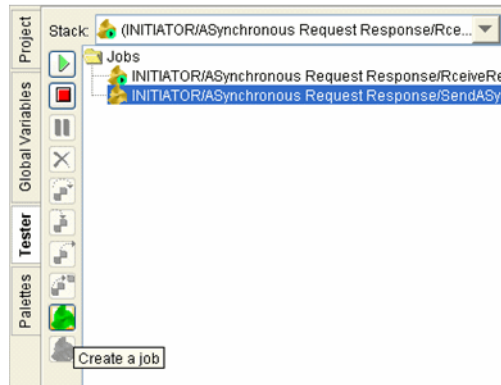 Project
Global Variables
Tester
Palettes
Stack: (INITIATOR/ASynchronous Request Response/Rce...
Jobs
INITIATOR/ASynchronous Request Response/RceiveRe
INITIATOR/ASynchronous Request Response/SendASy
Create a job